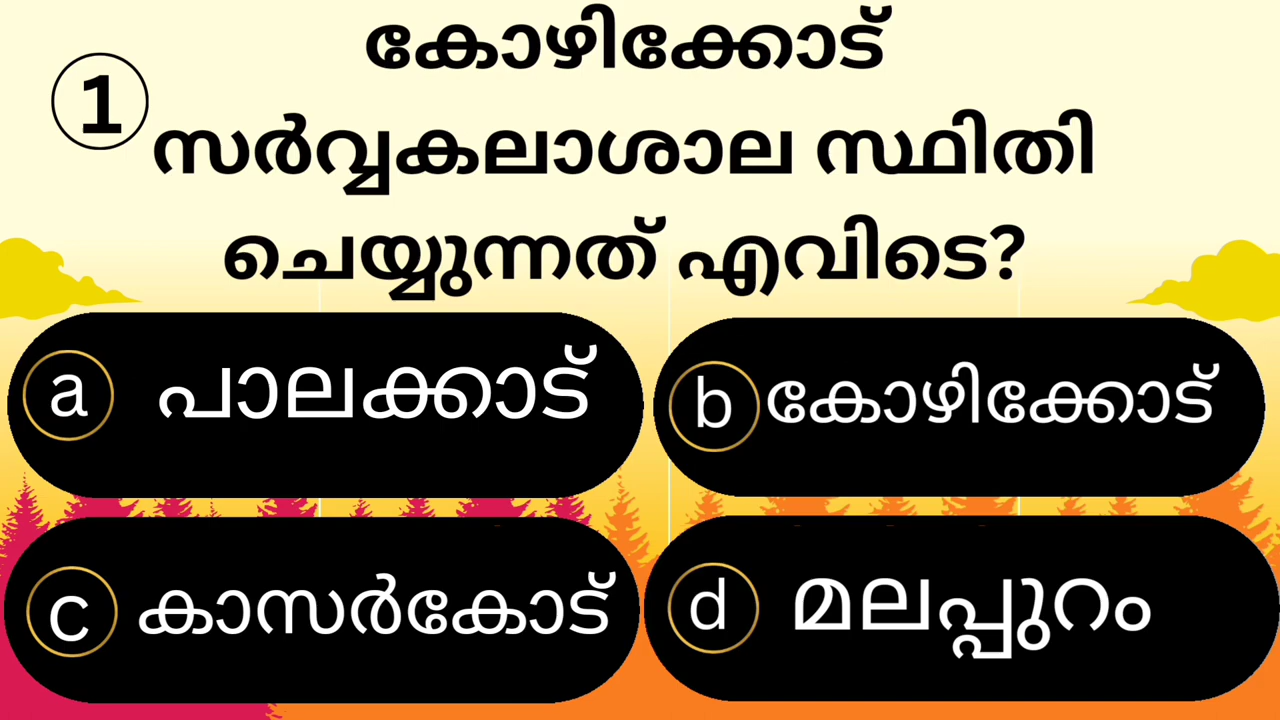 1
കോഴിക്കോട്
സർവ്വകലാശാല സ്ഥിതി
ചെയ്യുന്നത് എവിടെ?
a പാലക്കാട്
b കോഴിക്കോട്
c കാസർകോട്
d മലപ്പുറം